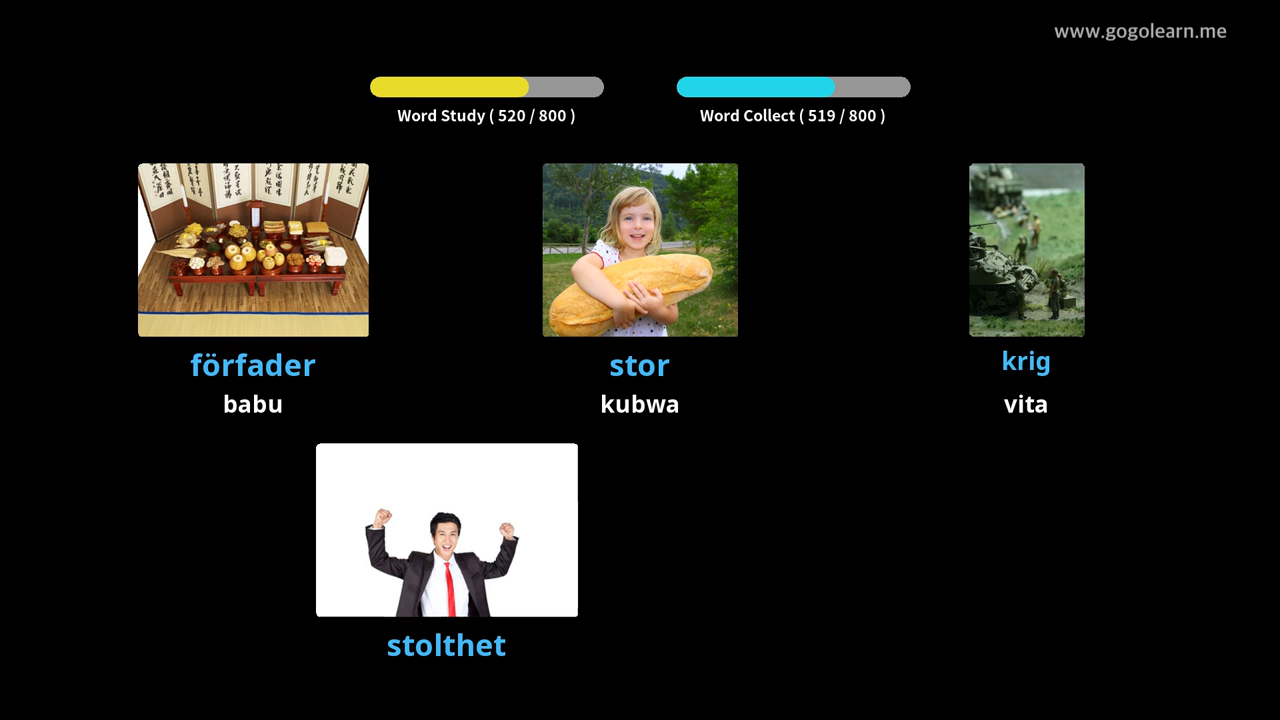 www.gogolearn.me
Word Study ( 520 / 800 )
Word Collect ( 519 / 800 )
förfader
stor
krig
babu
kubwa
vita
stolthet